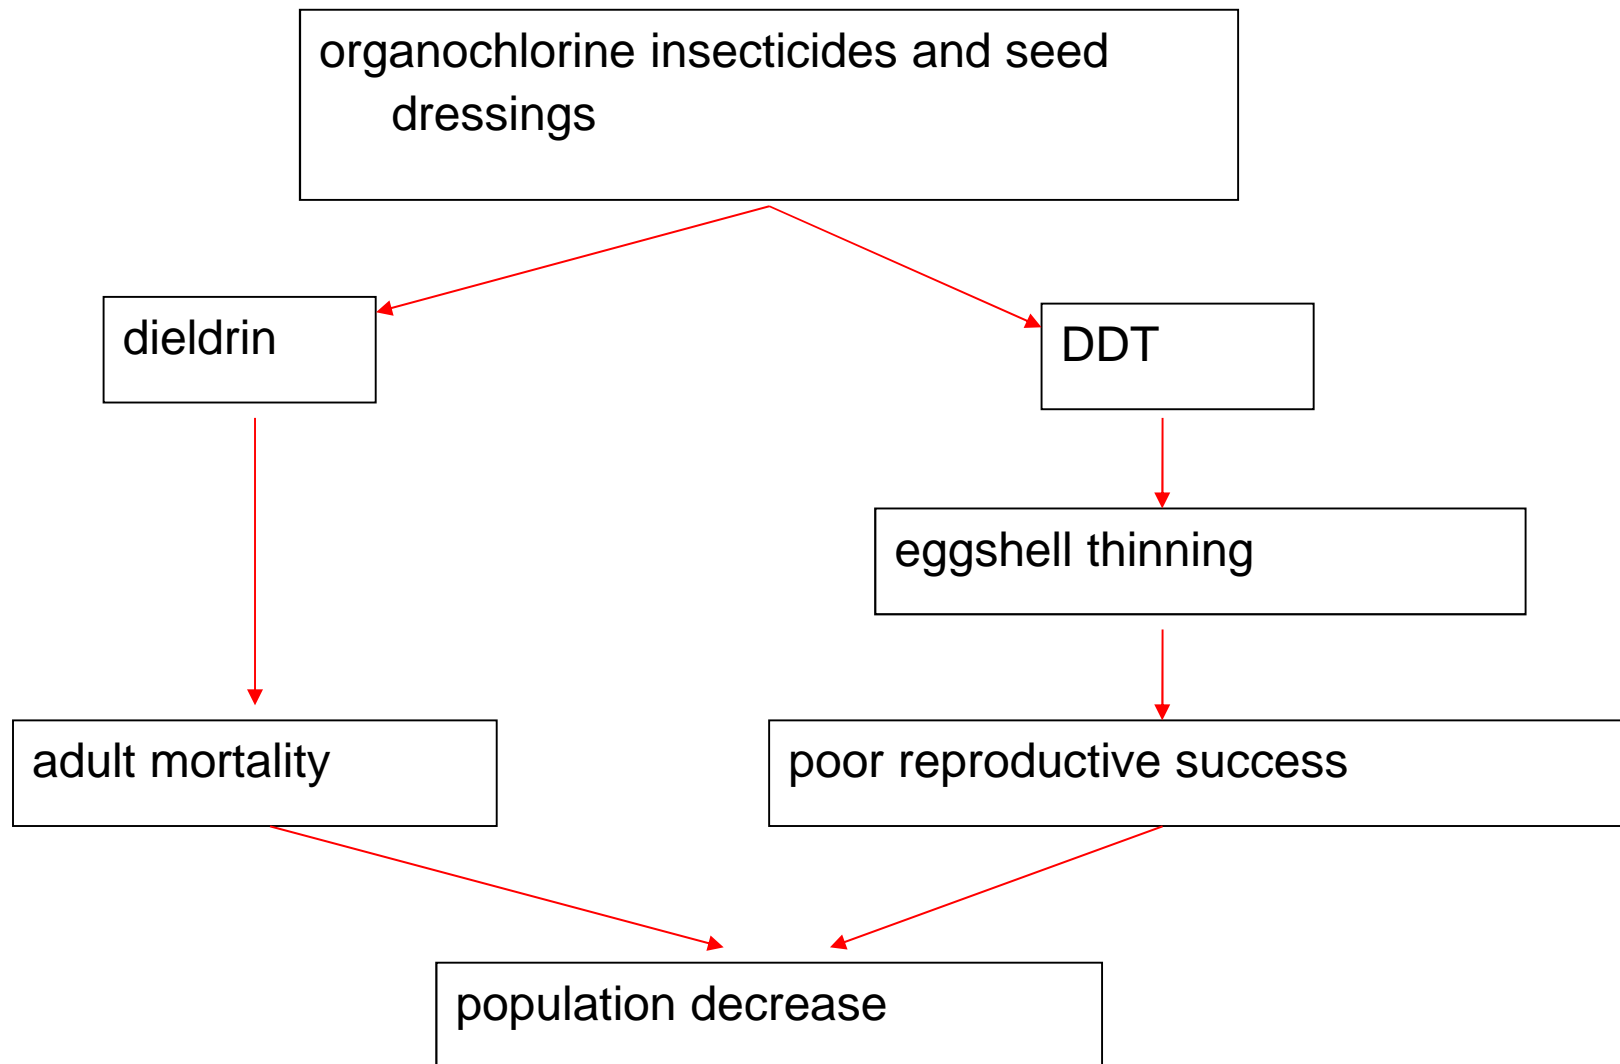 organochlorine insecticides and seed
dressings
dieldrin
DDT
eggshell thinning
adult mortality
poor reproductive success
population decrease